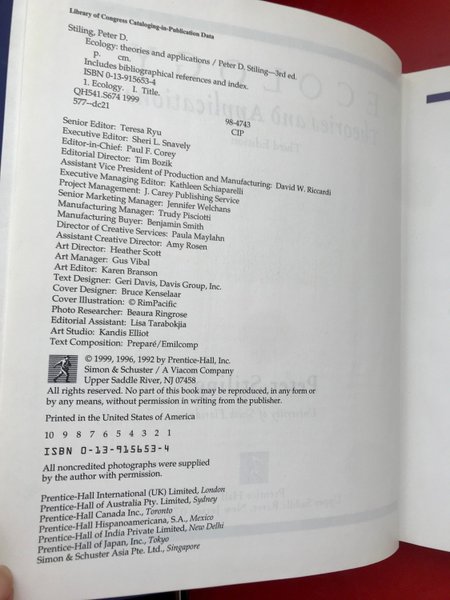 Library of Congress Cataloging-in-Publication Data
Stiling, Peter D.
Ecology: theories and applications / Peter D. Stiling—3rd ed.
p. cm.
Includes bibliographical references and index.
ISBN 0-13-915653-4
1. Ecology. I. Title.
QH541.S674 1999
577—dc21
98-4743
CIP
Senior Editor: Teresa Ryu
Executive Editor: Sheri L. Snavely
Editor-in-Chief: Paul F. Corey
Editorial Director: Tim Bozik
Assistant Vice President of Production and Manufacturing: David W. Riccardi
Executive Managing Editor: Kathleen Schiaparelli
Project Management: J. Carey Publishing Service
Senior Marketing Manager: Jennifer Welchans
Manufacturing Manager: Trudy Pisciotti
Manufacturing Buyer: Benjamin Smith
Director of Creative Services: Paula Maylahn
Assistant Creative Director: Amy Rosen
Art Director: Heather Scott
Art Manager: Gus Vibal
Art Editor: Karen Branson
Text Designer: Geri Davis, Davis Group, Inc.
Cover Designer: Bruce Kenselaar
Cover Illustration: © RimPacific
Photo Researcher: Beaura Ringrose
Editorial Assistant: Lisa Tarabokjia
Art Studio: Kandis Elliot
Text Composition: Preparé/Emilcomp
© 1999, 1996, 1992 by Prentice-Hall, Inc.
Simon & Schuster / A Viacom Company
Upper Saddle River, NJ 07458
All rights reserved. No part of this book may be reproduced, in any form or
by any means, without permission in writing from the publisher.
Printed in the United States of America
10 9 8 7 6 5 4 3 2 1
ISBN 0-13-915653-4
All noncredited photographs were supplied
by the author with permission.
Prentice-Hall International (UK) Limited, London
Prentice-Hall of Australia Pty. Limited, Sydney
Prentice-Hall Canada Inc., Toronto
Prentice-Hall Hispanoamericana, S.A., Mexico
Prentice-Hall of India Private Limited, New Delhi
Prentice-Hall of Japan, Inc., Tokyo
Simon & Schuster Asia Pte. Ltd., Singapore